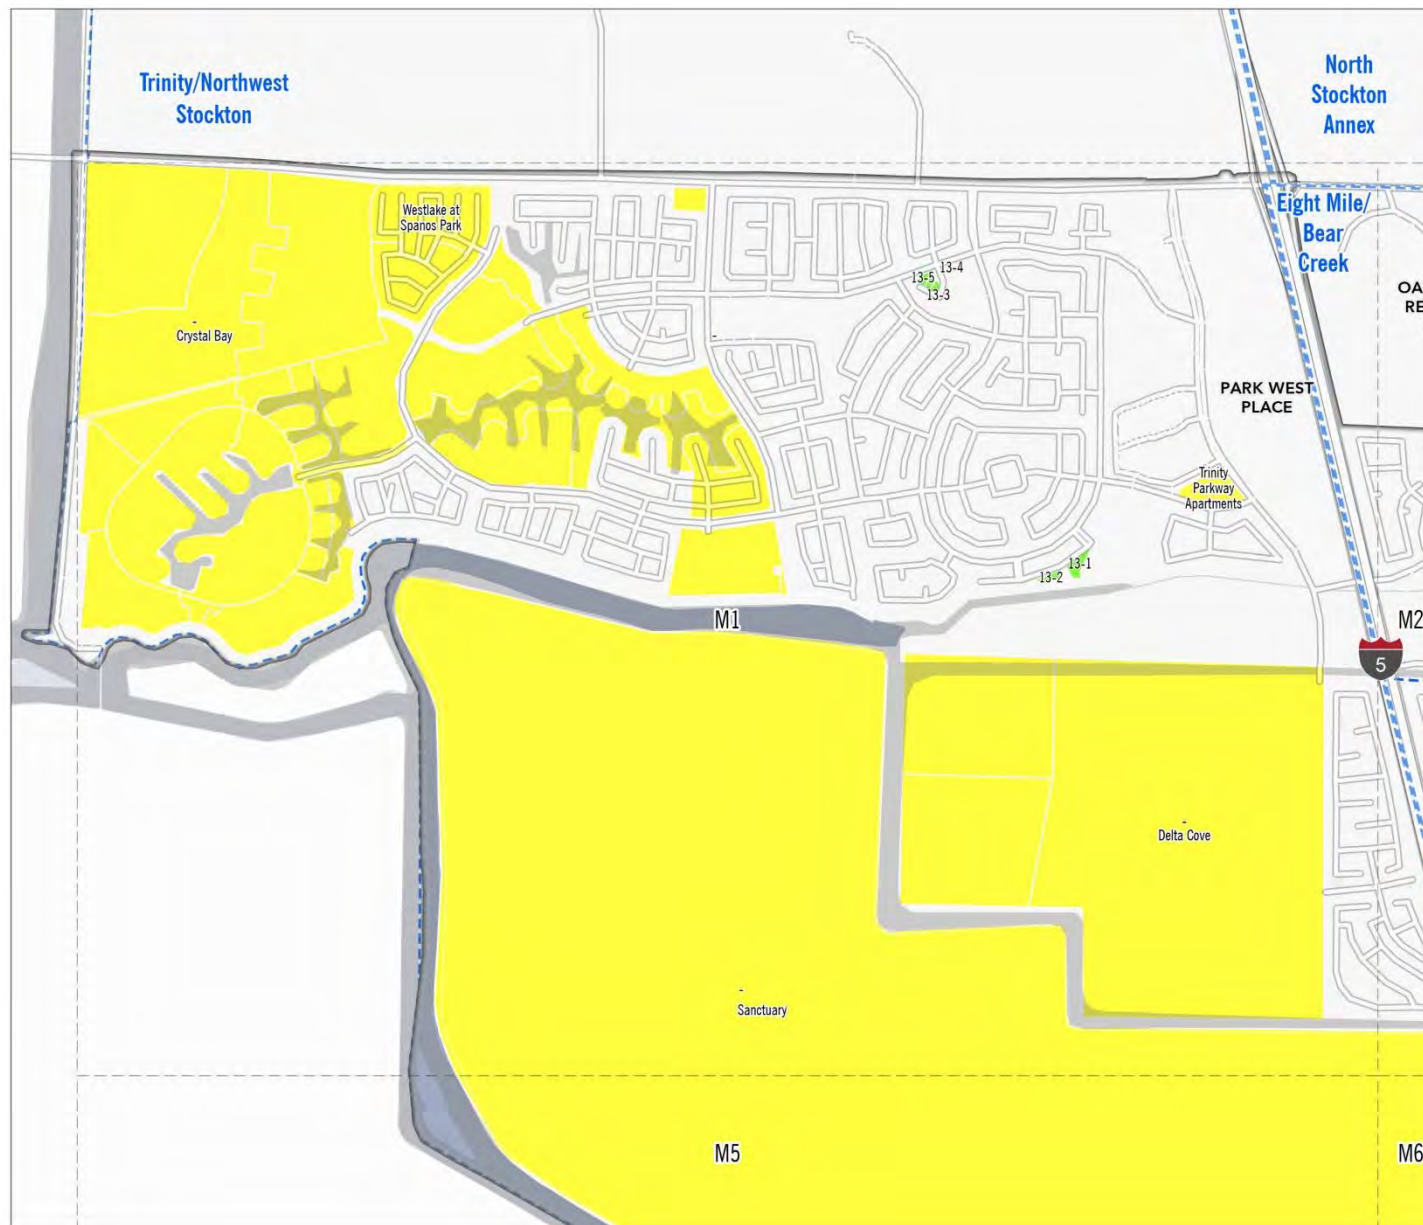 Trinity/Northwest
Stockton
North
Stockton
Annex
Westlake at
Spanos Park
Eight Mile/
Bear
Creek
13-4
13-5
13-3
OA
RE
Crystal Bay
PARK WEST
PLACE
Trinity
Parkway
Apartments
13-1
13-2
M1
M2
5
Delta Cove
Sanctuary
M5
M6